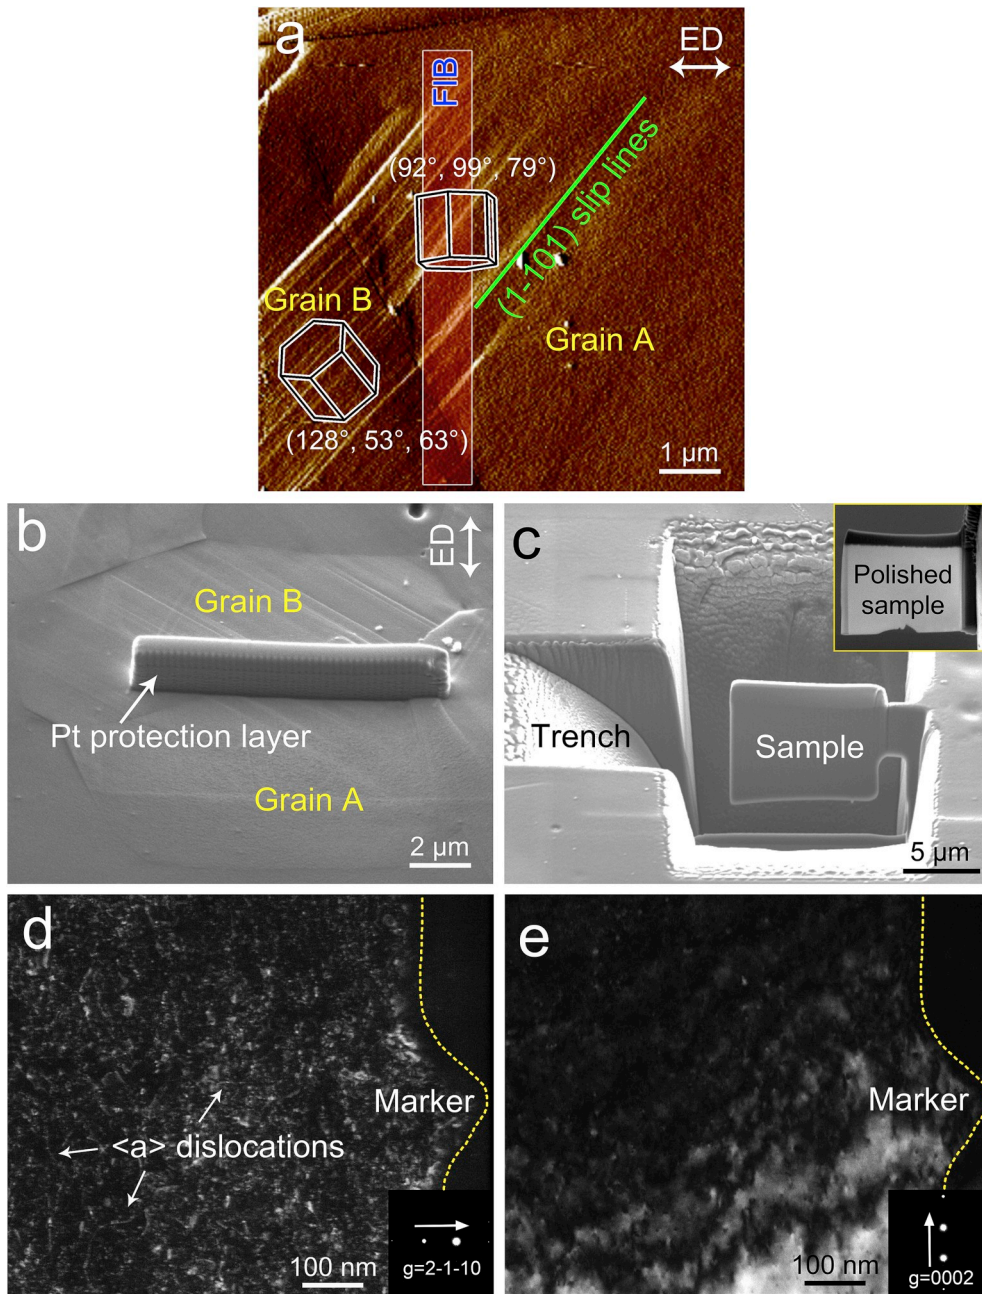 a
ED
FIB
(92°, 99°, 79°)
(1-101) slip lines
Grain B
Grain A
(128°, 53°, 63°)
1 µm
b
ED
Grain B
Pt protection layer
Grain A
2 µm
c
Polished
sample
Trench
Sample
5 µm
d
Marker
<a> dislocations
100 nm
g=2-1-10
e
Marker
100 nm
g=0002